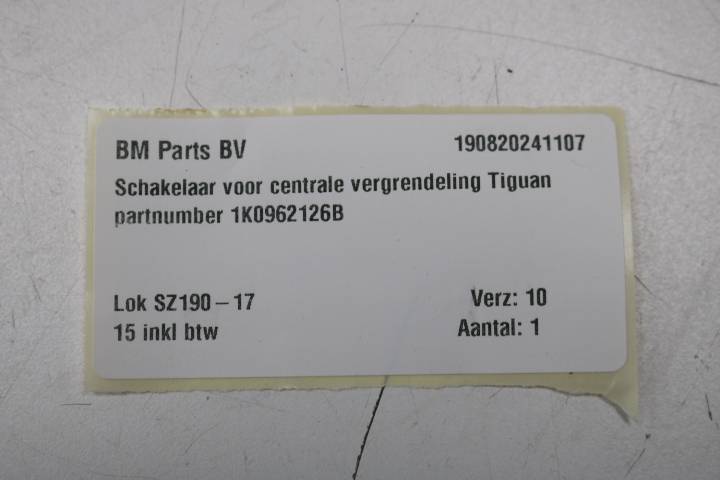 BM Parts BV 190820241107
Schakelaar voor centrale vergrendeling Tiguan
partnumber 1K0962126B
Lok SZ190-17 Verz: 10
15 inkl btw Aantal: 1